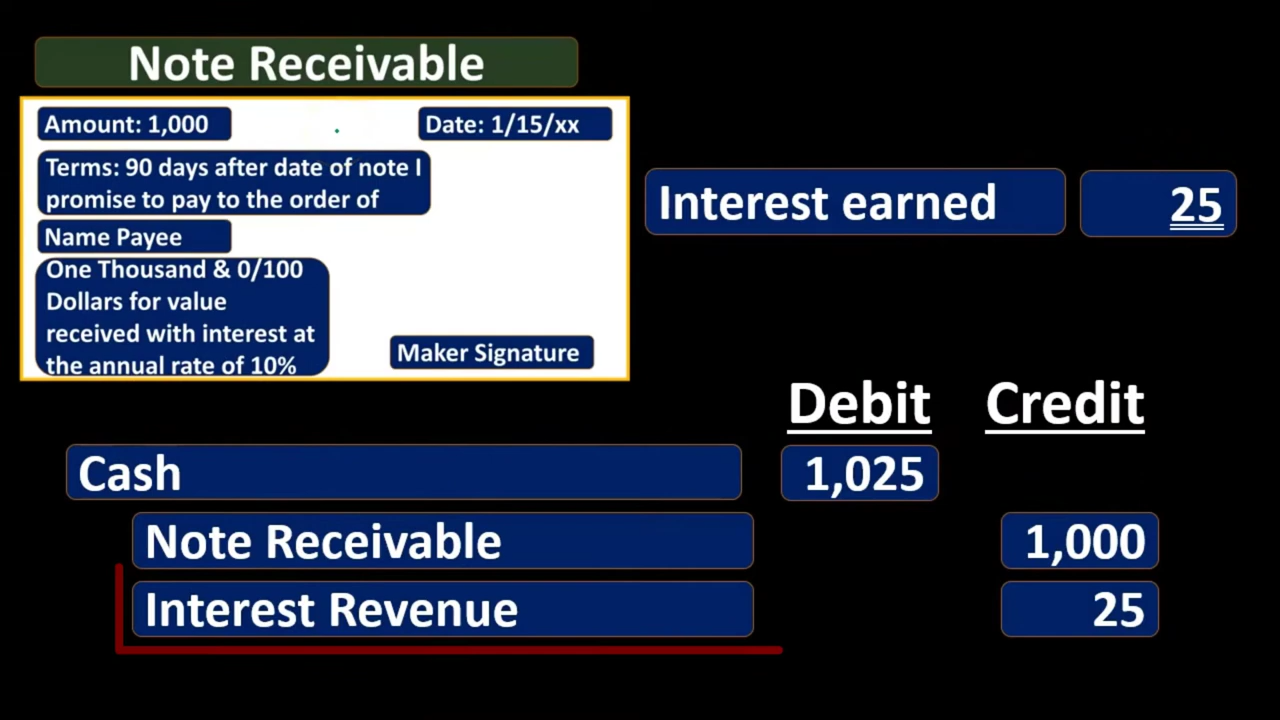 Note Receivable
Amount: 1,000
Date: 1/15/xx
Terms: 90 days after date of note I
promise to pay to the order of
Name Payee
One Thousand & 0/100
Dollars for value
received with interest at
the annual rate of 10%
Maker Signature
Interest earned 25
Debit Credit
Cash 1,025
Note Receivable 1,000
Interest Revenue 25